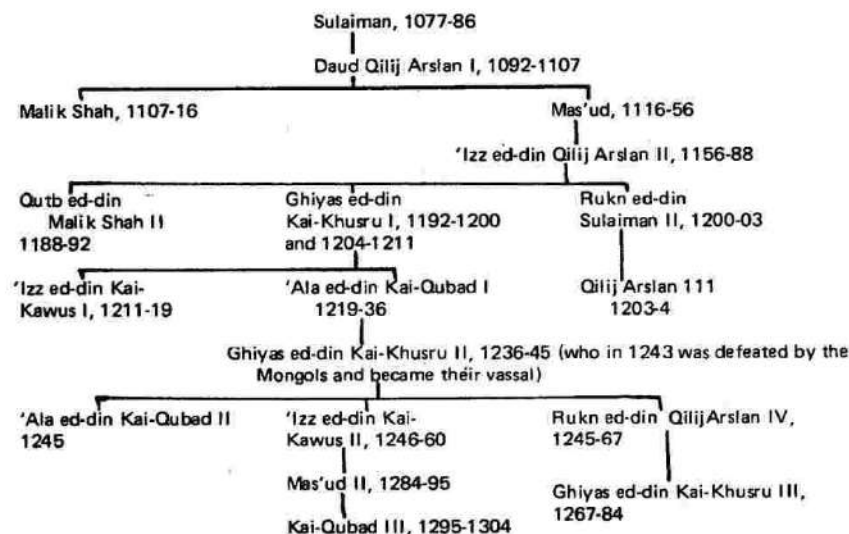 Sulaiman, 1077-86
Daud Qilij Arslan I, 1092-1107
Malik Shah, 1107-16
Mas'ud, 1116-56
'Izz ed-din Qilij Arslan II, 1156-88
Qutb ed-din
Malik Shah II
1188-92
Ghiyas ed-din
Kai-Khusru I, 1192-1200
and 1204-1211
Rukn ed-din
Sulaiman II, 1200-03
'Izz ed-din Kai-
Kawus I, 1211-19
'Ala ed-din Kai-Qubad I
1219-36
Qilij Arslan 111
1203-4
Ghiyas ed-din Kai-Khusru II, 1236-45 (who in 1243 was defeated by the
Mongols and became their vassal)
'Ala ed-din Kai-Qubad II
1245
'Izz ed-din Kai-
Kawus II, 1246-60
Rukn ed-din Qilij Arslan IV,
1245-67
Mas'ud II, 1284-95
Ghiyas ed-din Kai-Khusru III,
1267-84
Kai-Qubad III, 1295-1304